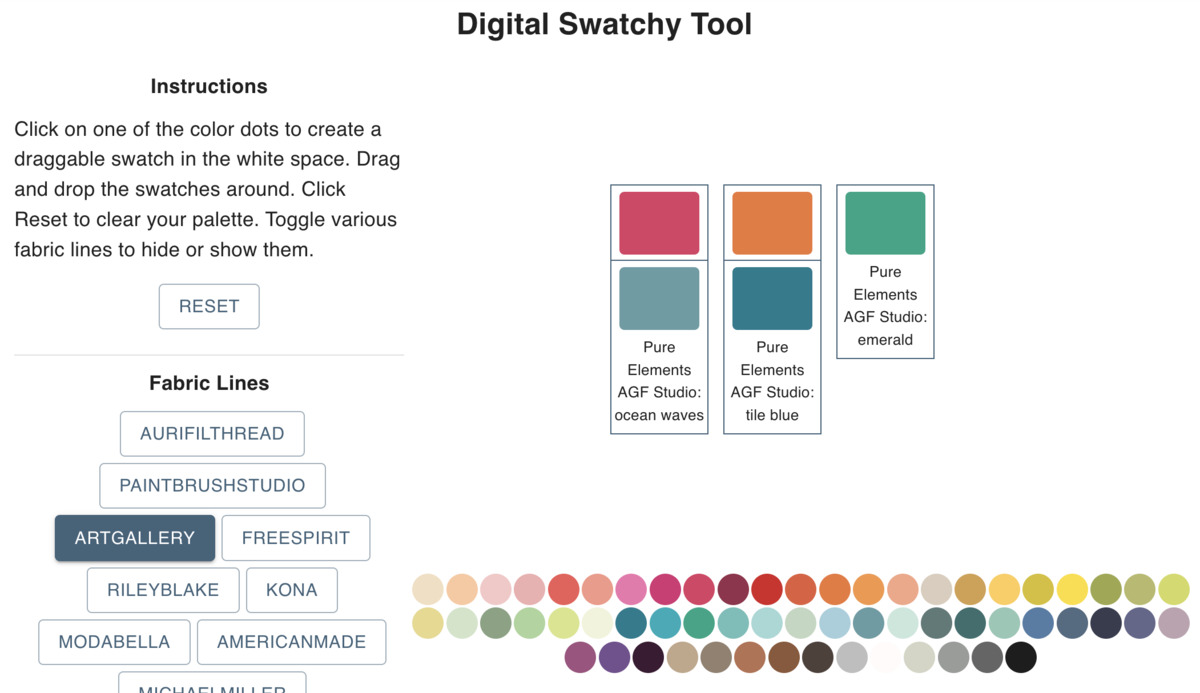 Digital Swatchy Tool
Instructions
Click on one of the color dots to create a
draggable swatch in the white space. Drag
and drop the swatches around. Click
Reset to clear your palette. Toggle various
fabric lines to hide or show them.
RESET
Fabric Lines
AURIFILTHREAD
PAINTBRUSHSTUDIO
ARTGALLERY
FREESPIRIT
RILEYBLAKE
KONA
MODABELLA
AMERICANMADE
MICHAELMILLER
Pure
Elements
AGF Studio:
ocean waves
Pure
Elements
AGF Studio:
tile blue
Pure
Elements
AGF Studio:
emerald